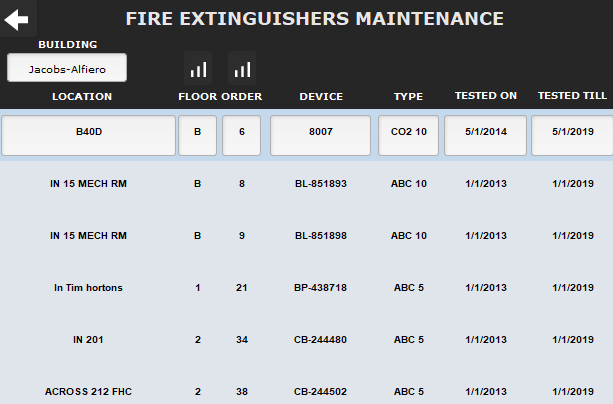 FIRE EXTINGUISHERS MAINTENANCE
BUILDING
Jacobs-Alfiero
LOCATION FLOOR ORDER DEVICE TYPE TESTED ON TESTED TILL
B40D B 6 8007 CO2 10 5/1/2014 5/1/2019
IN 15 MECH RM B 8 BL-851893 ABC 10 1/1/2013 1/1/2019
IN 15 MECH RM B 9 BL-851898 ABC 10 1/1/2013 1/1/2019
In Tim hortons 1 21 BP-438718 ABC 5 1/1/2013 1/1/2019
IN 201 2 34 CB-244480 ABC 5 1/1/2013 1/1/2019
ACROSS 212 FHC 2 38 CB-244502 ABC 5 1/1/2013 1/1/2019